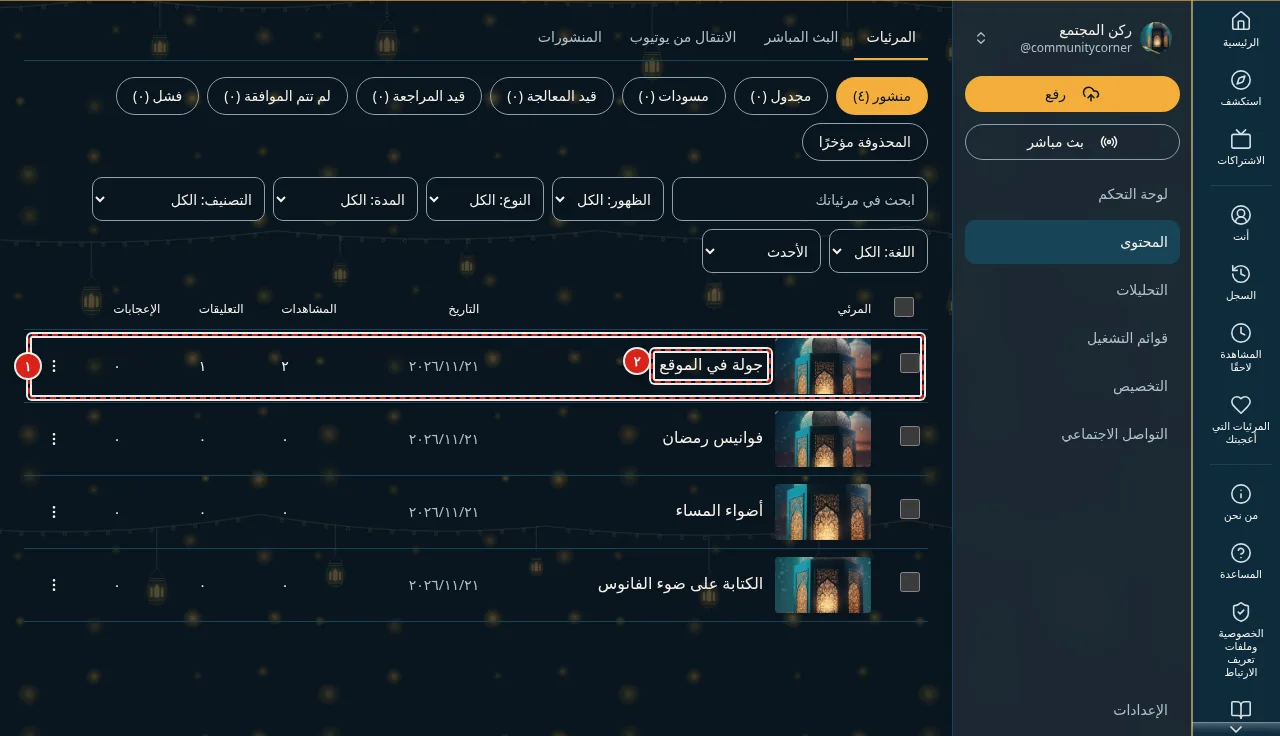 الرئيسية
استكشف
الاشتراكات
أنت
السجل
المشاهدة
لاحقًا
المرئيات التي
أعجبتك
من نحن
المساعدة
الخصوصية
وملفات
تعريف
الارتباط
ركن المجتمع
@communitycorner
رفع
بث مباشر
لوحة التحكم
المحتوى
التحليلات
قوائم التشغيل
التخصيص
التواصل الاجتماعي
الإعدادات
المرئيات البث المباشر الانتقال من يوتيوب المنشورات
منشور (٤) مجدول (٠) مسودات (٠) قيد المعالجة (٠) قيد المراجعة (٠) لم تتم الموافقة (٠) فشل (٠)
المحذوفة مؤخرًا
ابحث في مرئياتك الظهور: الكل النوع: الكل المدة: الكل التصنيف: الكل
اللغة: الكل الأحدث
المرئي التاريخ المشاهدات التعليقات الإعجابات
٢ جولة في الموقع ٢٠٢٦/١١/٢١ ٢ ١ ٠ ١
فوانيس رمضان ٢٠٢٦/١١/٢١ ٠ ٠ ٠
أضواء المساء ٢٠٢٦/١١/٢١ ٠ ٠ ٠
الكتابة على ضوء الفانوس ٢٠٢٦/١١/٢١ ٠ ٠ ٠